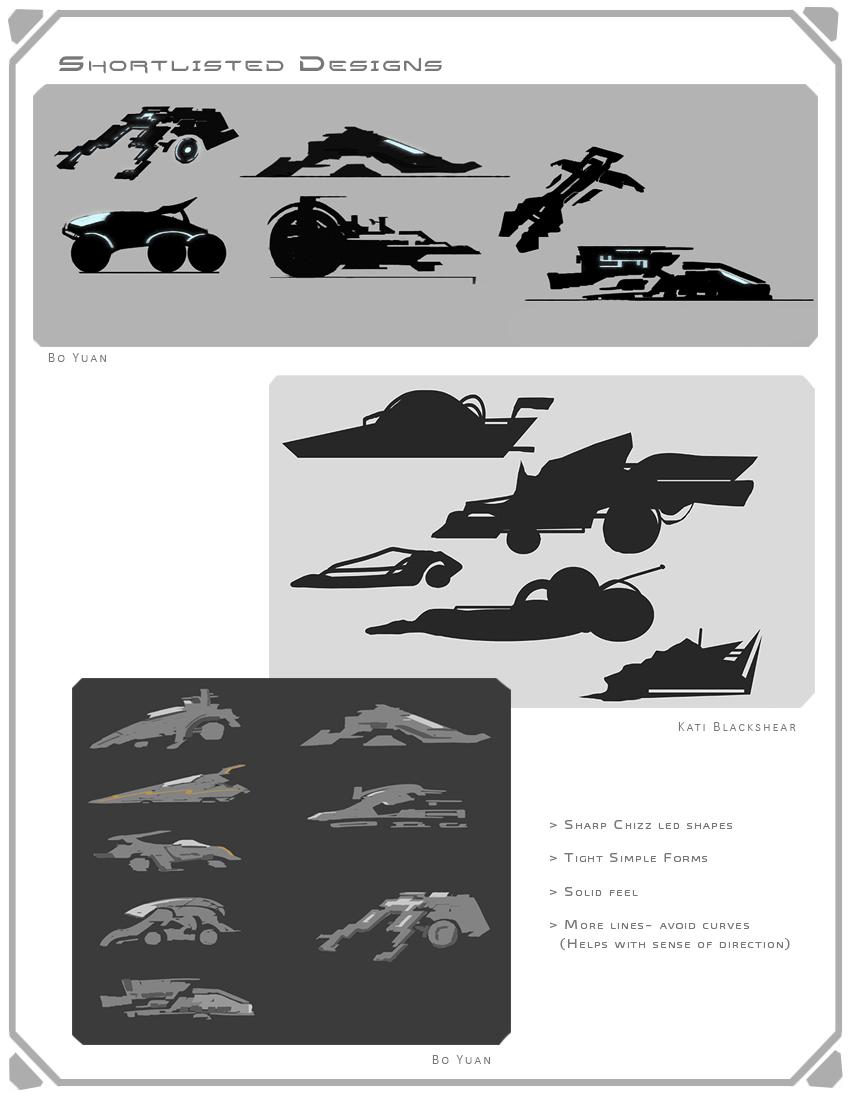 Shortlisted Designs
Bo Yuan
Kati Blackshear
> Sharp Chizz led shapes
> Tight Simple Forms
> Solid feel
> More lines- avoid curves
(Helps with sense of direction)
Bo Yuan